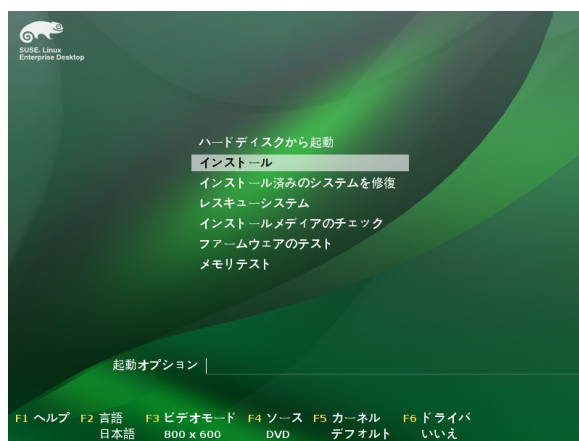 SUSE. Linux
Enterprise Desktop
ハードディスクから起動
インストール
インストール済みのシステムを修復
レスキューシステム
インストールメディアのチェック
ファームウェアのテスト
メモリテスト
起動オプション
F1 ヘルプ F2 言語 F3 ビデオモード F4 ソース F5 カーネル F6 ドライバ
日本語 800 x 600 DVD デフォルト いいえ